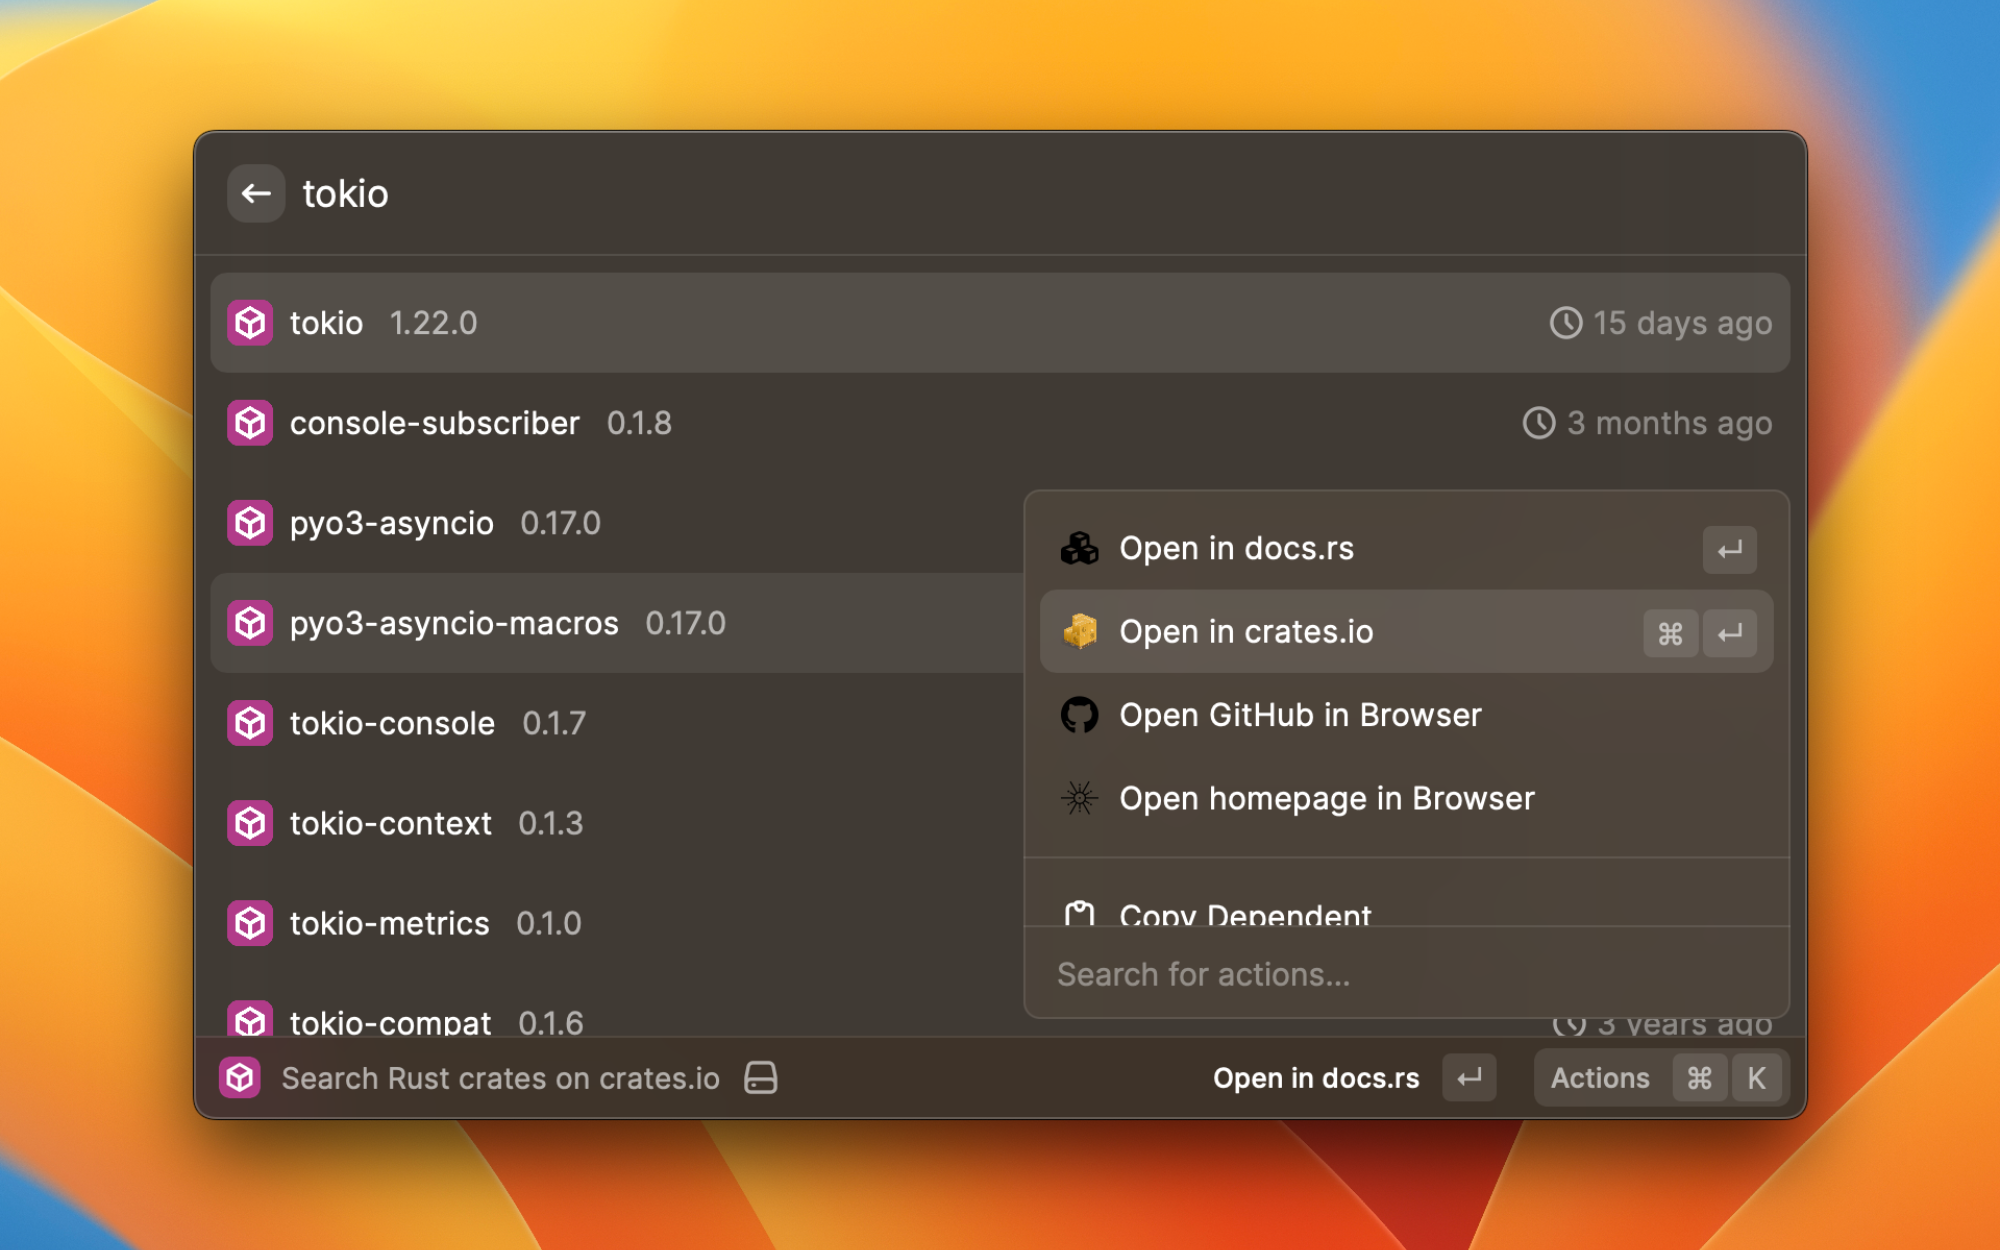 tokio
tokio 1.22.0 15 days ago
console-subscriber 0.1.8 3 months ago
pyo3-asyncio 0.17.0
pyo3-asyncio-macros 0.17.0
tokio-console 0.1.7
tokio-context 0.1.3
tokio-metrics 0.1.0
tokio-compat 0.1.6 3 years ago
Open in docs.rs
Open in crates.io ⌘
Open GitHub in Browser
Open homepage in Browser
Copy Dependent
Search for actions...
Search Rust crates on crates.io Open in docs.rs Actions ⌘ K